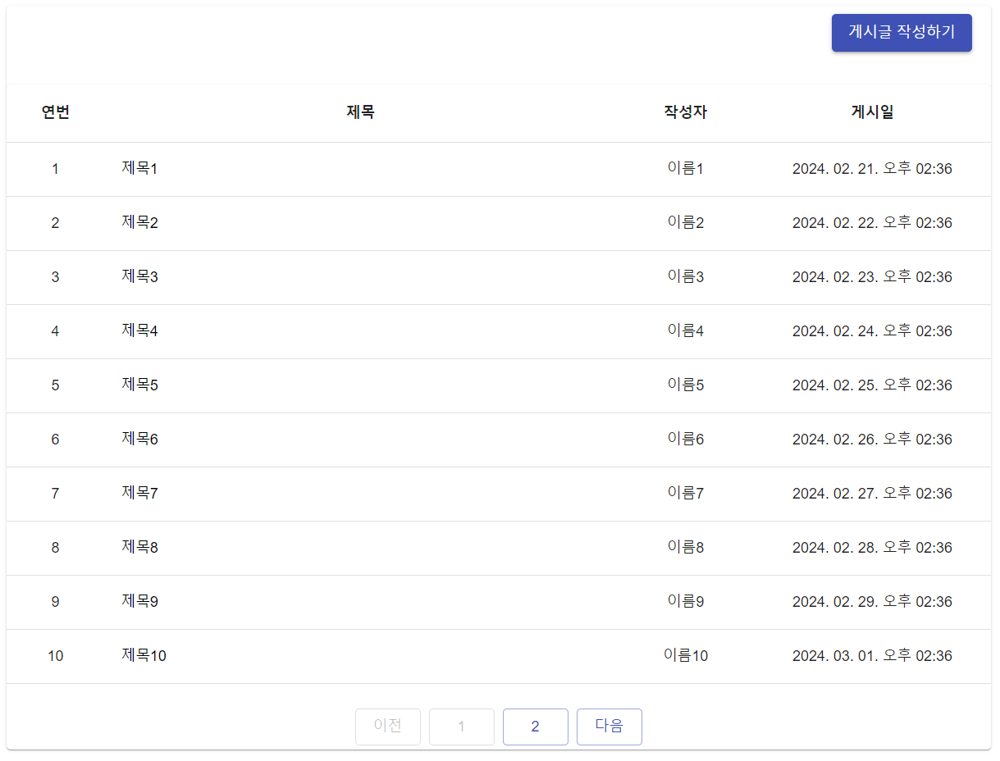 게시글 작성하기
연번 제목 작성자 게시일
1 제목1 이름1 2024. 02. 21. 오후 02:36
2 제목2 이름2 2024. 02. 22. 오후 02:36
3 제목3 이름3 2024. 02. 23. 오후 02:36
4 제목4 이름4 2024. 02. 24. 오후 02:36
5 제목5 이름5 2024. 02. 25. 오후 02:36
6 제목6 이름6 2024. 02. 26. 오후 02:36
7 제목7 이름7 2024. 02. 27. 오후 02:36
8 제목8 이름8 2024. 02. 28. 오후 02:36
9 제목9 이름9 2024. 02. 29. 오후 02:36
10 제목10 이름10 2024. 03. 01. 오후 02:36
이전 1 2 다음